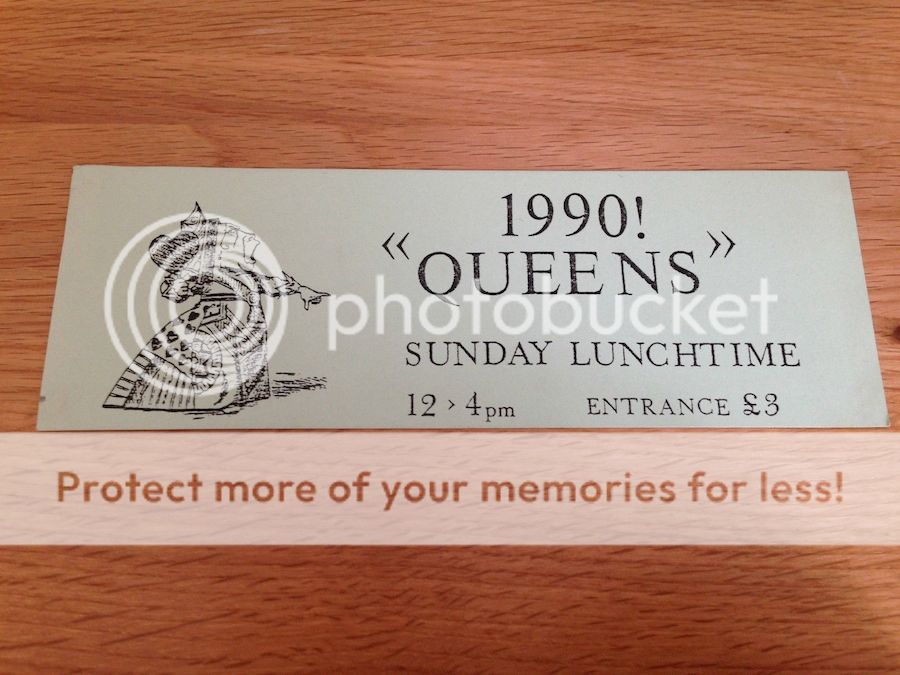 1990!
«QUEENS»
photobucket
SUNDAY LUNCHTIME
12 > 4pm ENTRANCE £3
Protect more of your memories for less!